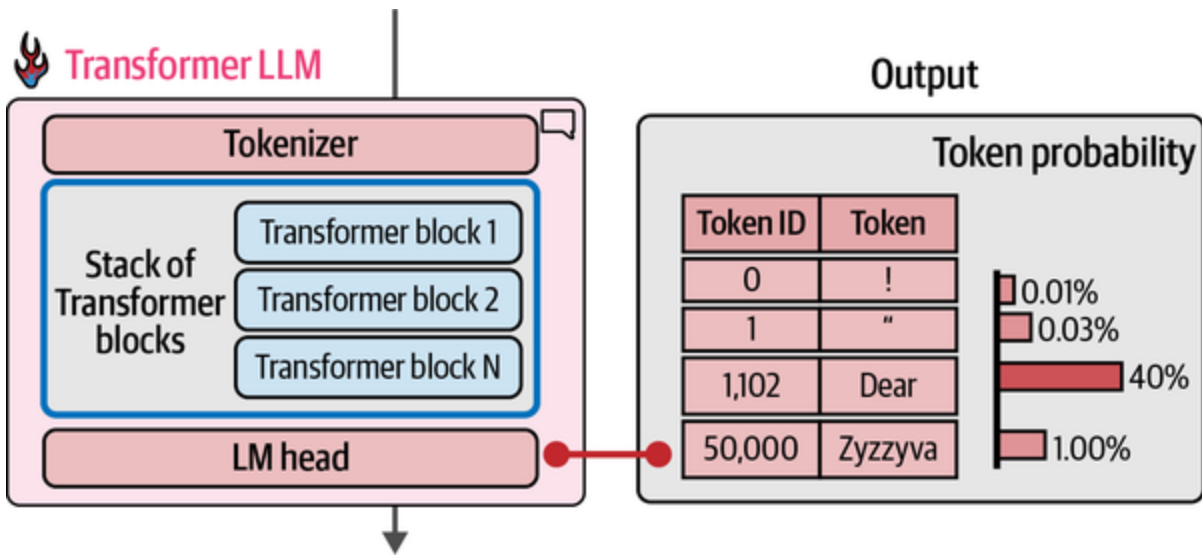 Transformer LLM
Tokenizer
Stack of
Transformer
blocks
Transformer block 1
Transformer block 2
Transformer block N
LM head
Output
Token probability
Token ID Token
0 ! 0.01%
1 “ 0.03%
1,102 Dear 40%
50,000 Zyzzyva 1.00%